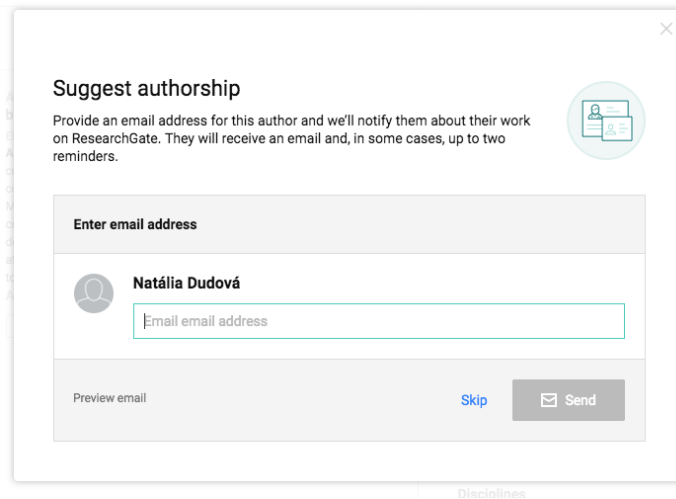 Suggest authorship
Provide an email address for this author and we'll notify them about their work
on ResearchGate. They will receive an email and, in some cases, up to two
reminders.
Enter email address
Natália Dudová
Email email address
Preview email
Skip
Send
Disciplines